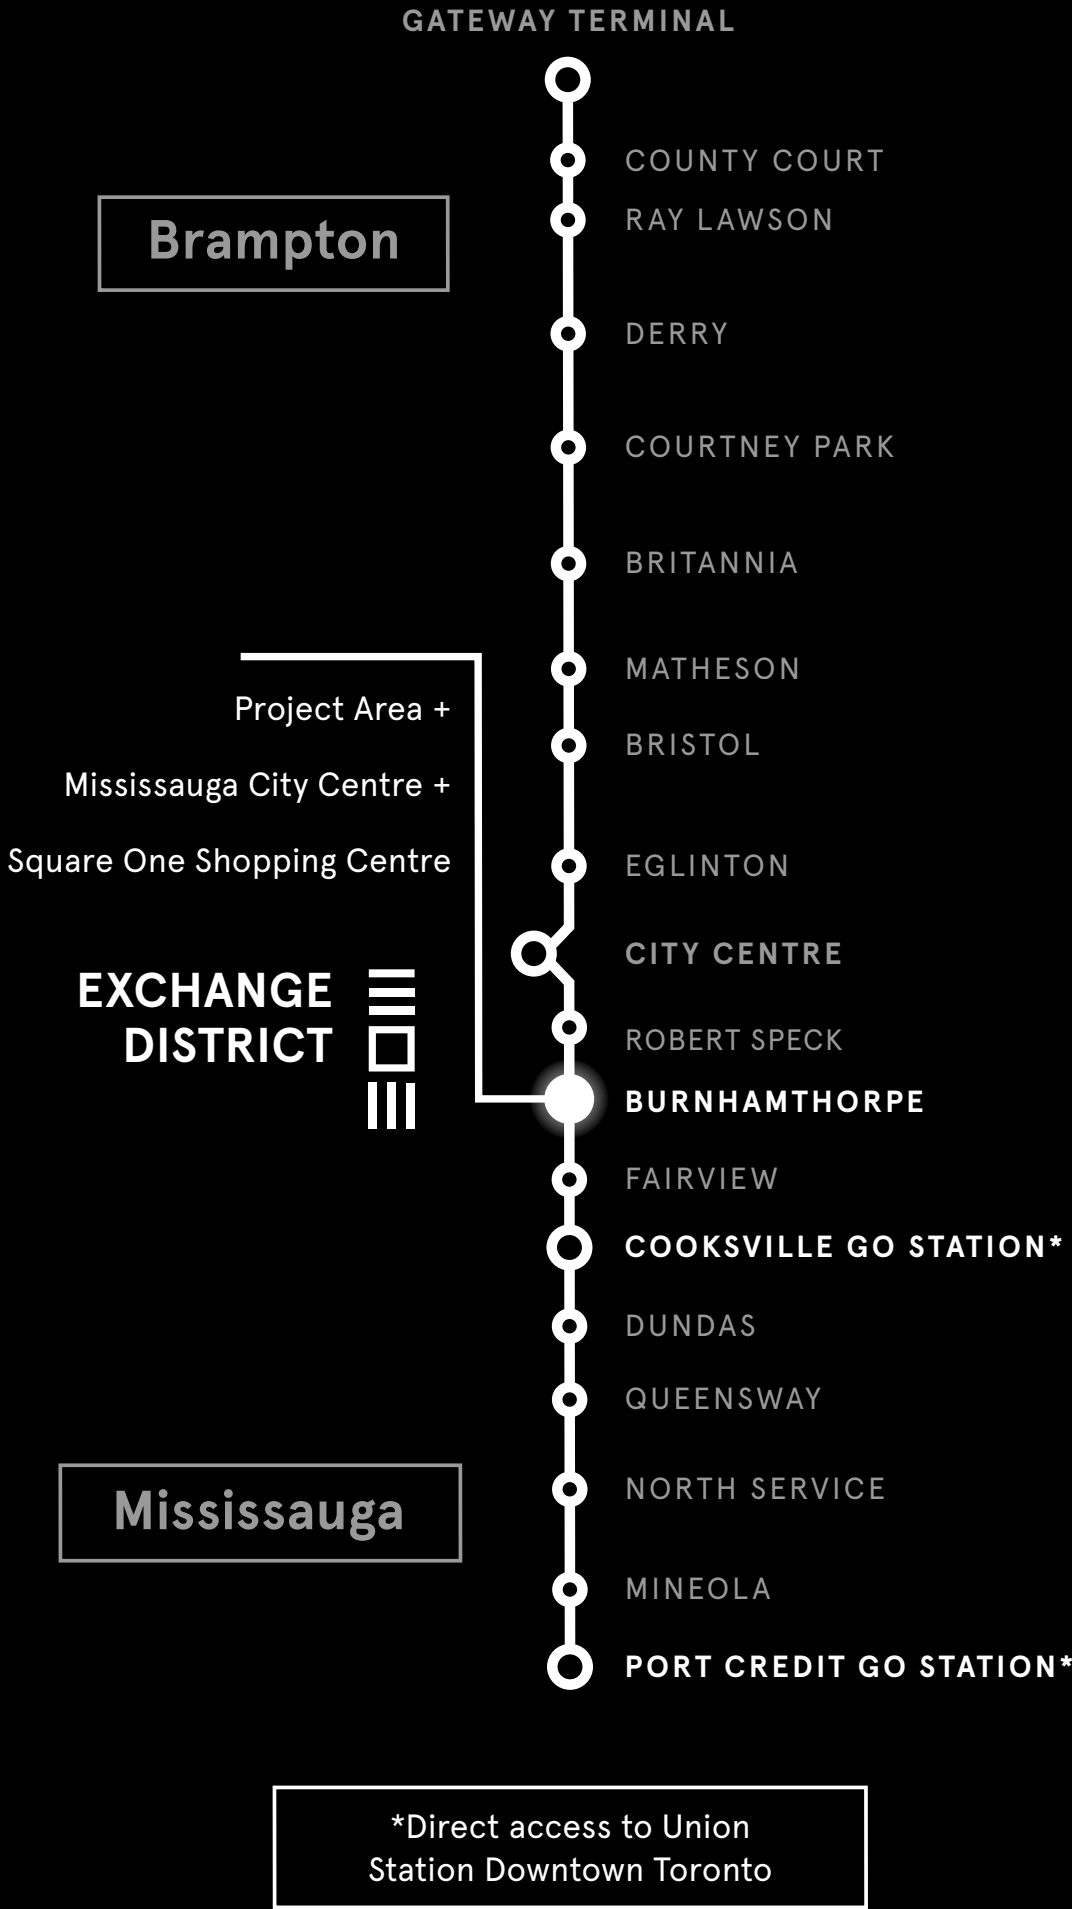 GATEWAY TERMINAL
COUNTY COURT
RAY LAWSON
Brampton
DERRY
COURTNEY PARK
BRITANNIA
MATHESON
Project Area +
BRISTOL
Mississauga City Centre +
Square One Shopping Centre
EGLINTON
CITY CENTRE
EXCHANGE
DISTRICT
ROBERT SPECK
BURNHAMTHORPE
FAIRVIEW
COOKSVILLE GO STATION*
DUNDAS
QUEENSWAY
NORTH SERVICE
Mississauga
MINEOLA
PORT CREDIT GO STATION*
*Direct access to Union
Station Downtown Toronto